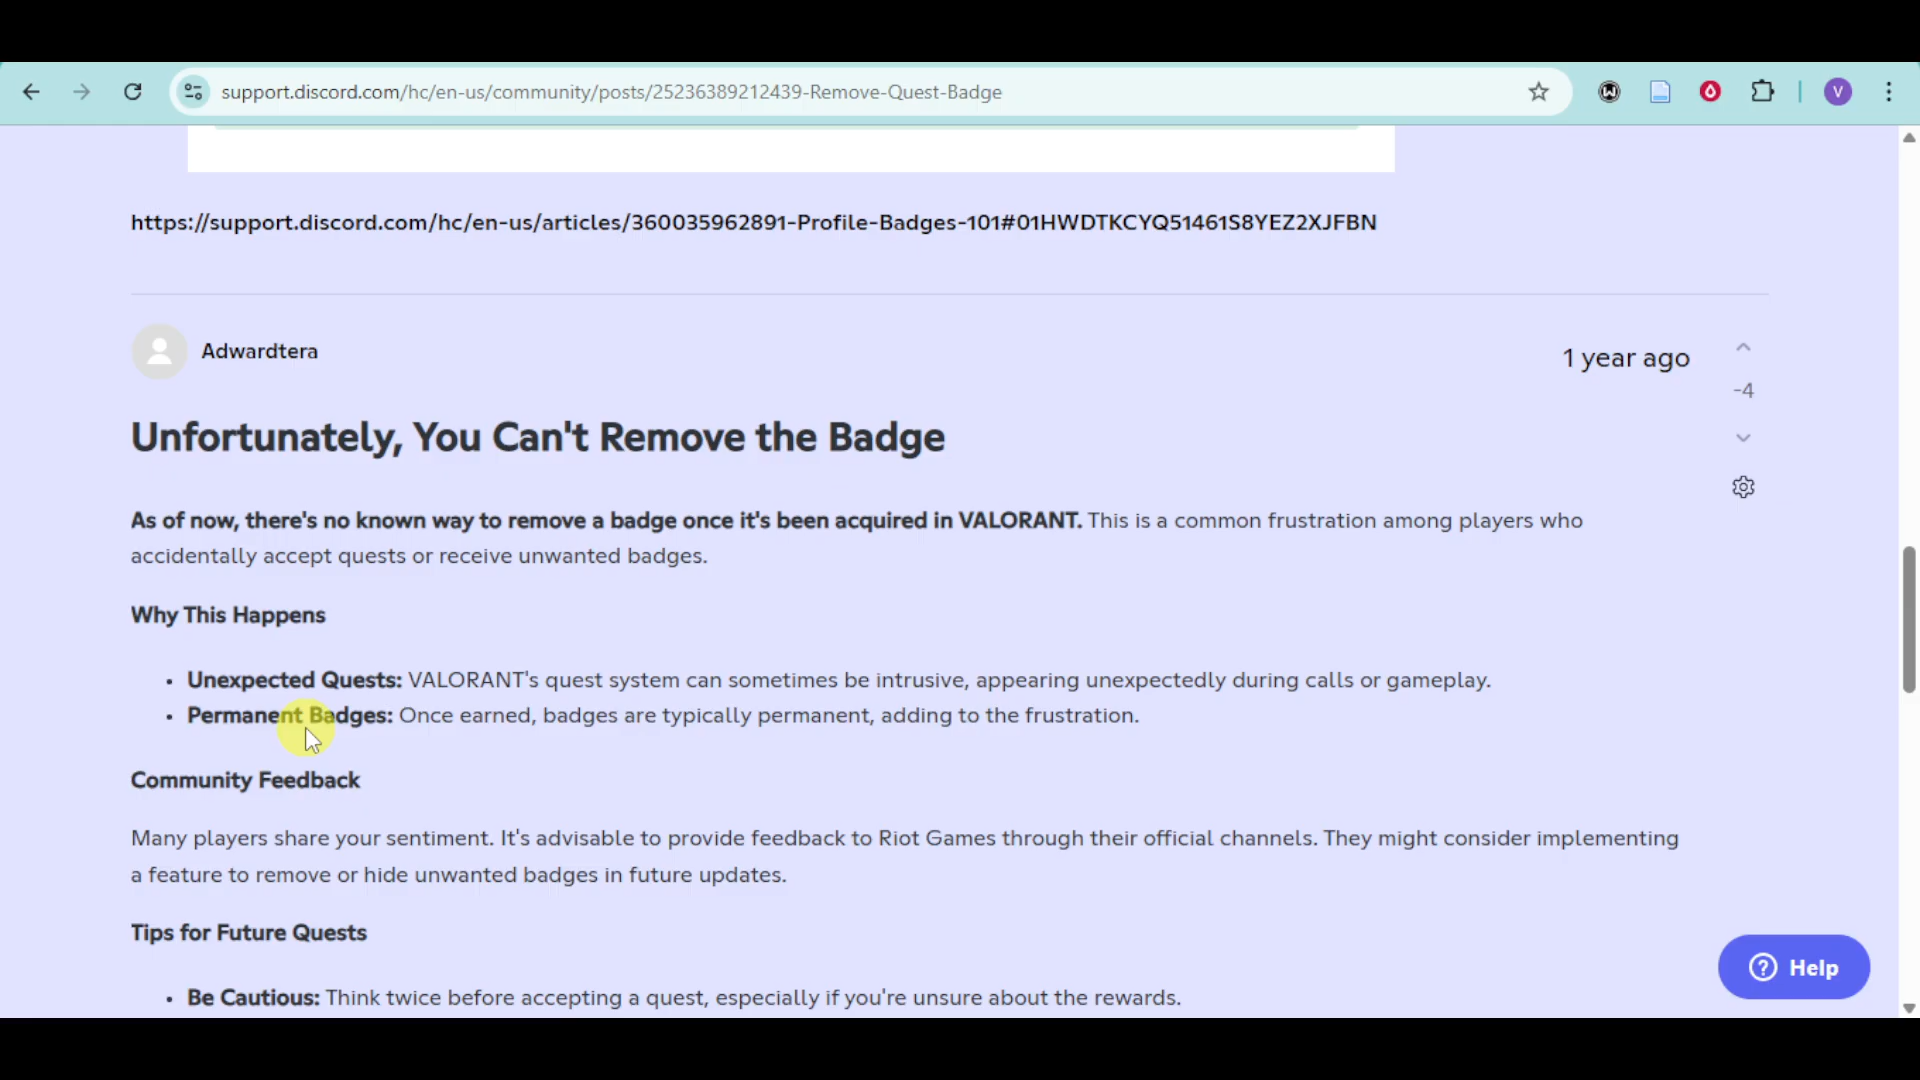 support.discord.com/hc/en-us/community/posts/25236389212439-Remove-Quest-Badge
V
https://support.discord.com/hc/en-us/articles/360035962891-Profile-Badges-101#01HWDTKCYQ51461S8YEZ2XJFBN
Adwardtera
1 year ago
-4
Unfortunately, You Can't Remove the Badge
As of now, there's no known way to remove a badge once it's been acquired in VALORANT. This is a common frustration among players who
accidentally accept quests or receive unwanted badges.
Why This Happens
• Unexpected Quests: VALORANT's quest system can sometimes be intrusive, appearing unexpectedly during calls or gameplay.
• Permanent Badges: Once earned, badges are typically permanent, adding to the frustration.
Community Feedback
Many players share your sentiment. It's advisable to provide feedback to Riot Games through their official channels. They might consider implementing
a feature to remove or hide unwanted badges in future updates.
Tips for Future Quests
• Be Cautious: Think twice before accepting a quest, especially if you're unsure about the rewards.
? Help